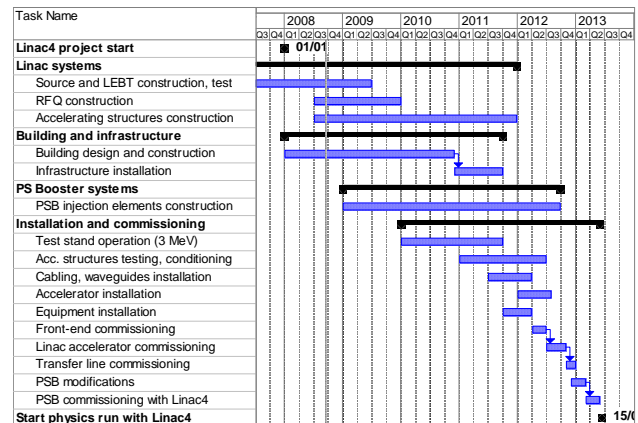 Task Name
2008 2009 2010 2011 2012 2013
Q3 Q4 Q1 Q2 Q3 Q4 Q1 Q2 Q3 Q4 Q1 Q2 Q3 Q4 Q1 Q2 Q3 Q4 Q1 Q2 Q3 Q4 Q1 Q2 Q3 Q4
Linac4 project start 01/01
Linac systems
Source and LEBT construction, test
RFQ construction
Accelerating structures construction
Building and infrastructure
Building design and construction
Infrastructure installation
PS Booster systems
PSB injection elements construction
Installation and commissioning
Test stand operation (3 MeV)
Acc. structures testing, conditioning
Cabling, waveguides installation
Accelerator installation
Equipment installation
Front-end commissioning
Linac accelerator commissioning
Transfer line commissioning
PSB modifications
PSB commissioning with Linac4
Start physics run with Linac4 15/0